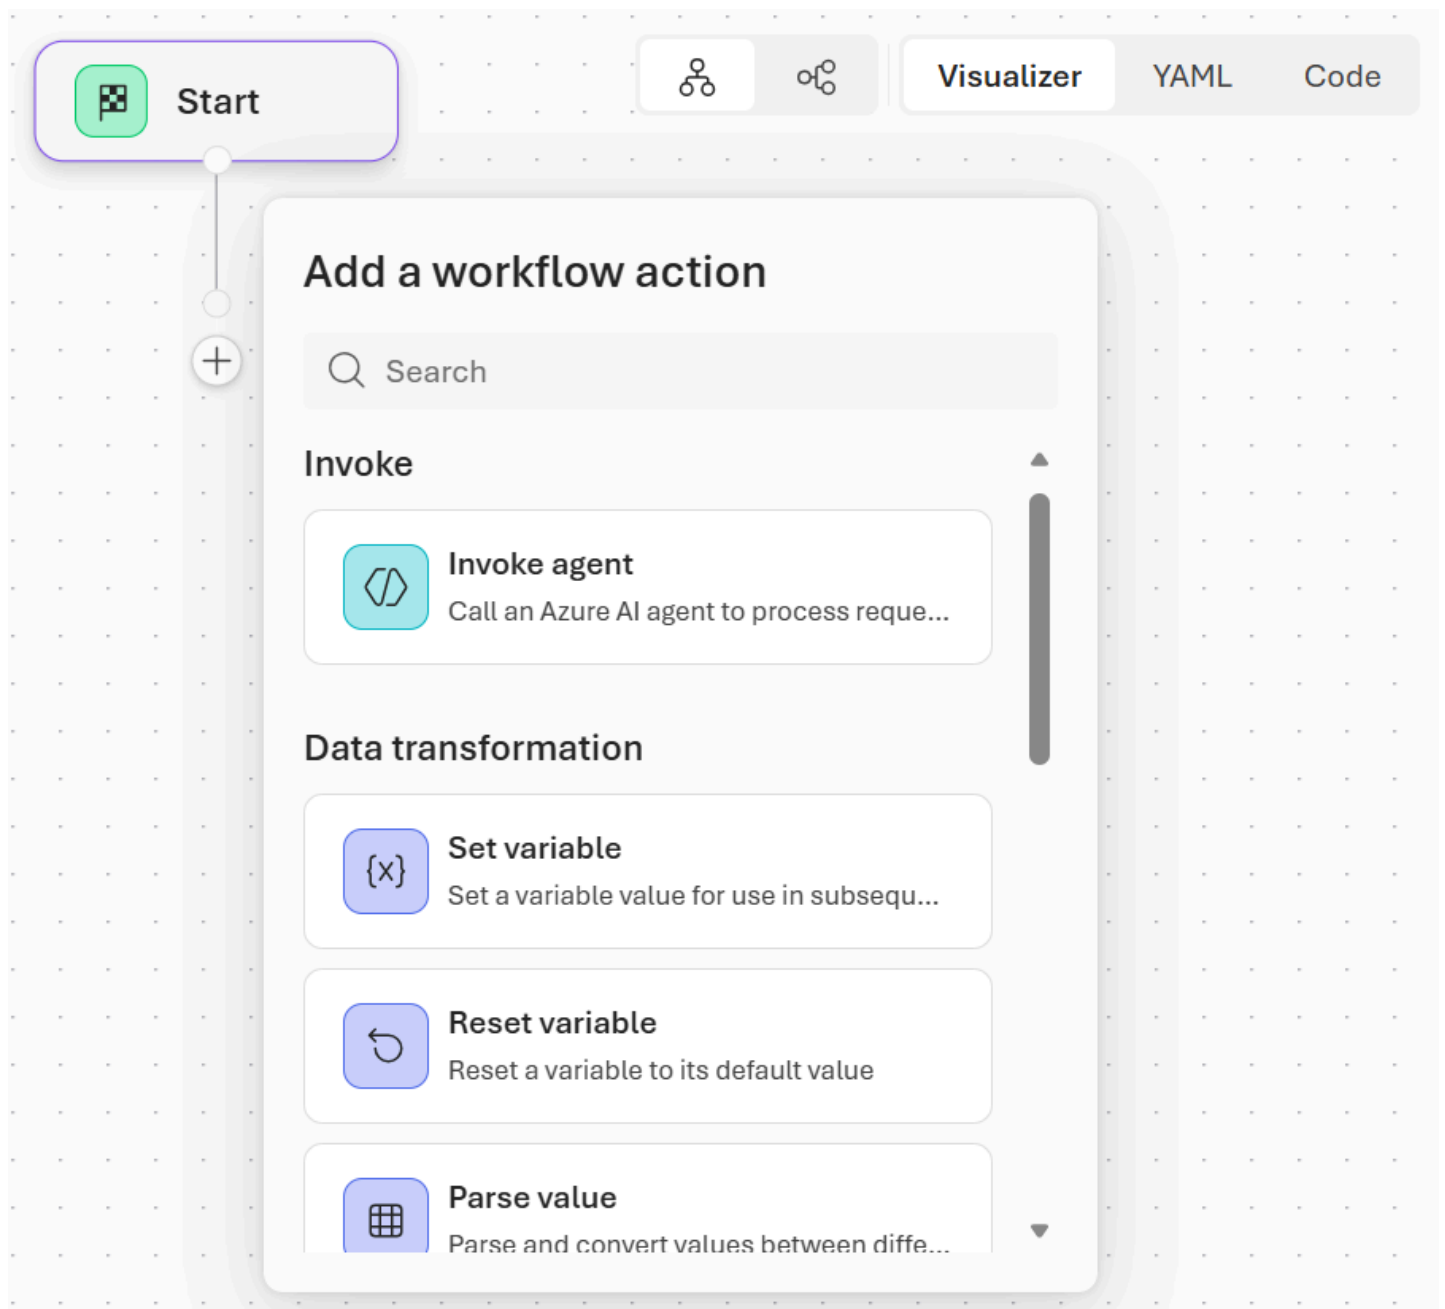 Start
Visualizer
YAML
Code
Add a workflow action
Search
Invoke
Invoke agent
Call an Azure AI agent to process reque...
Data transformation
Set variable
{x}
Set a variable value for use in subsequ...
Reset variable
Reset a variable to its default value
Parse value
Parse and convert values between diffe...